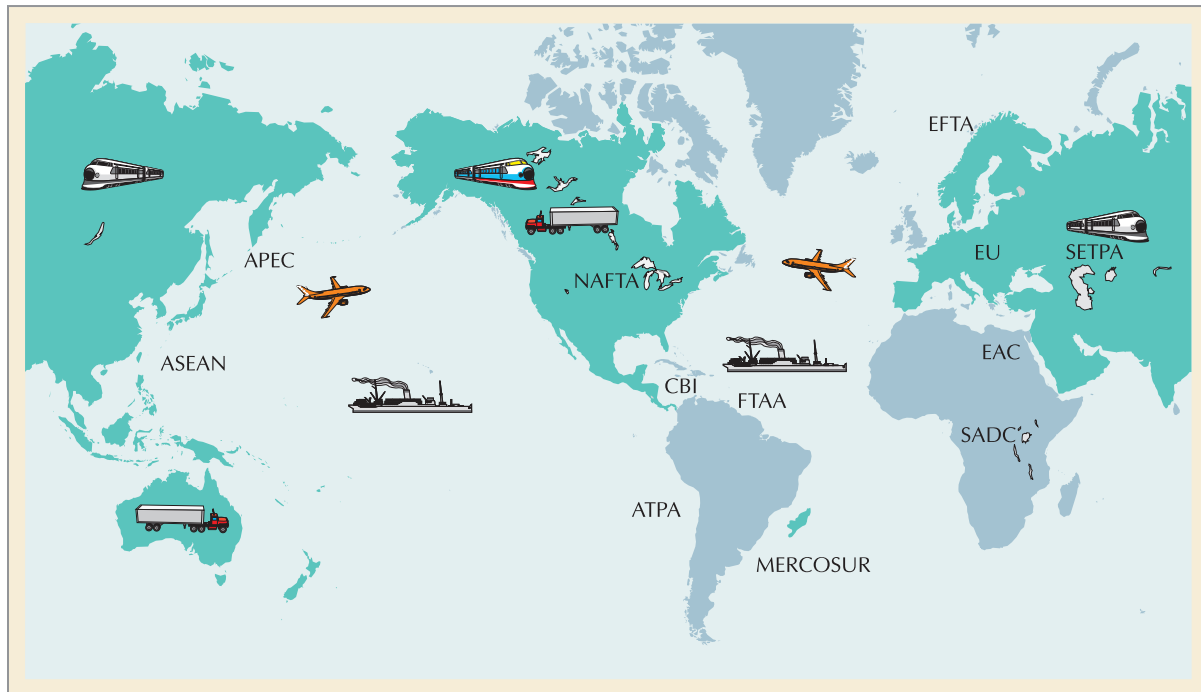 EFTA
APEC
NAFTA
EU
SETPA
ASEAN
EAC
CBI
FTAA
SADC
ATPA
MERCOSUR